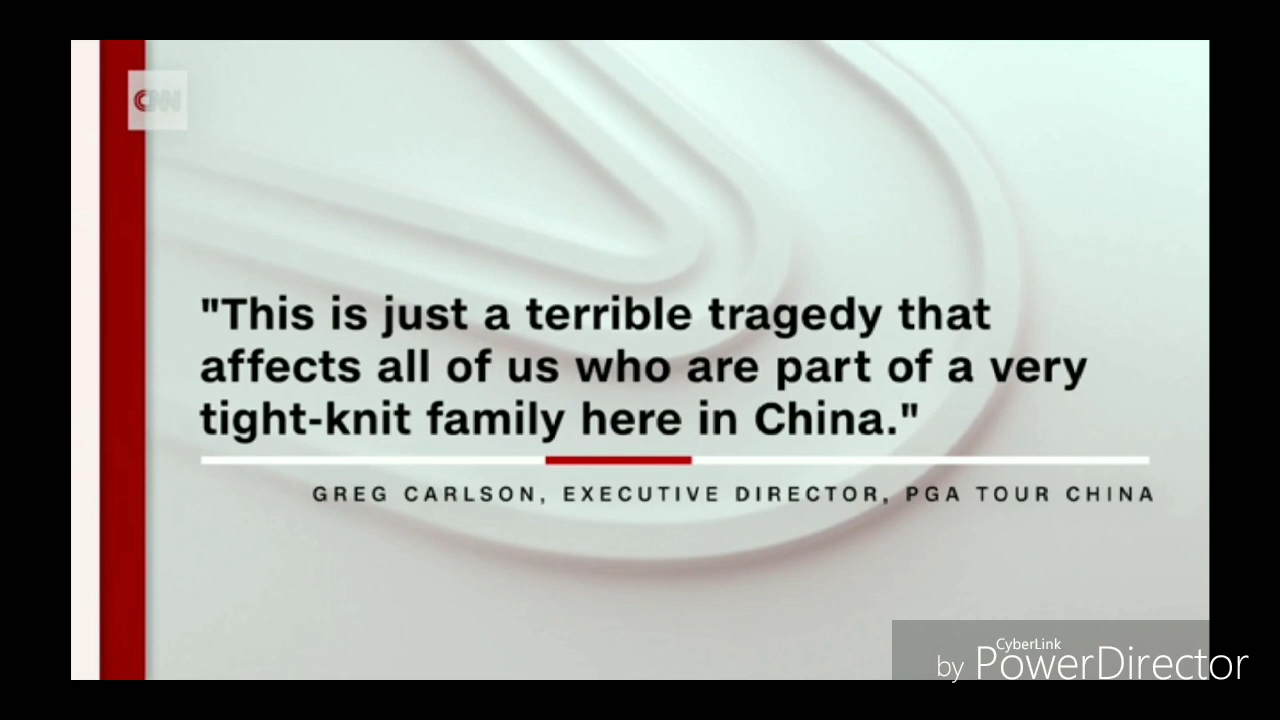 CNN
"This is just a terrible tragedy that
affects all of us who are part of a very
tight-knit family here in China."
GREG CARLSON, EXECUTIVE DIRECTOR, PGA TOUR CHINA
CyberLink
by PowerDirector